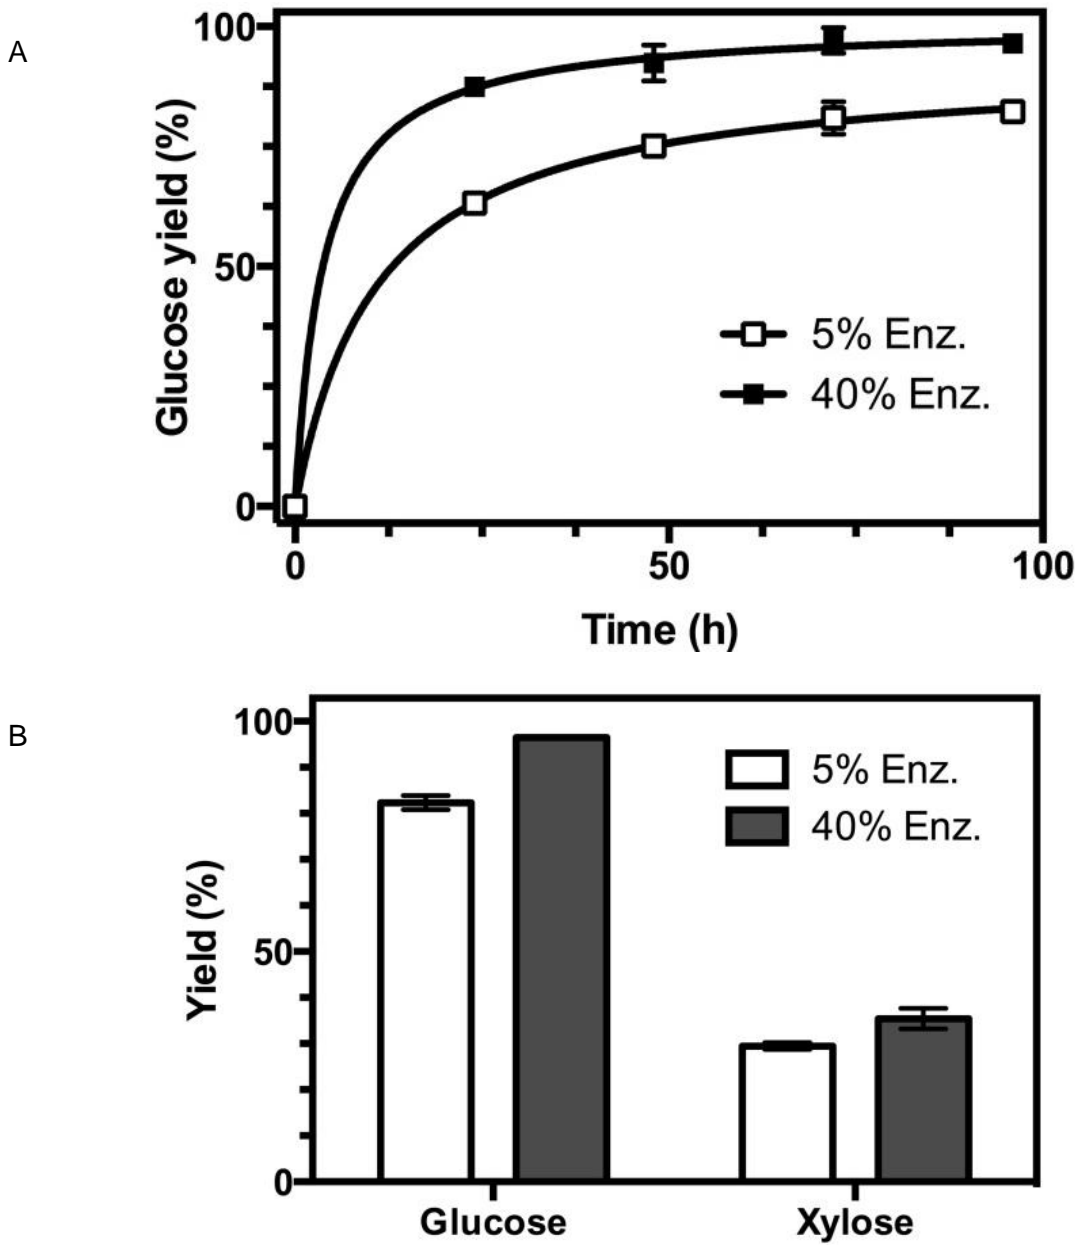 A
100
50
0
Glucose yield (%)
5% Enz.
40% Enz.
0 50 100
Time (h)
B
100
50
0
Yield (%)
5% Enz.
40% Enz.
Glucose Xylose